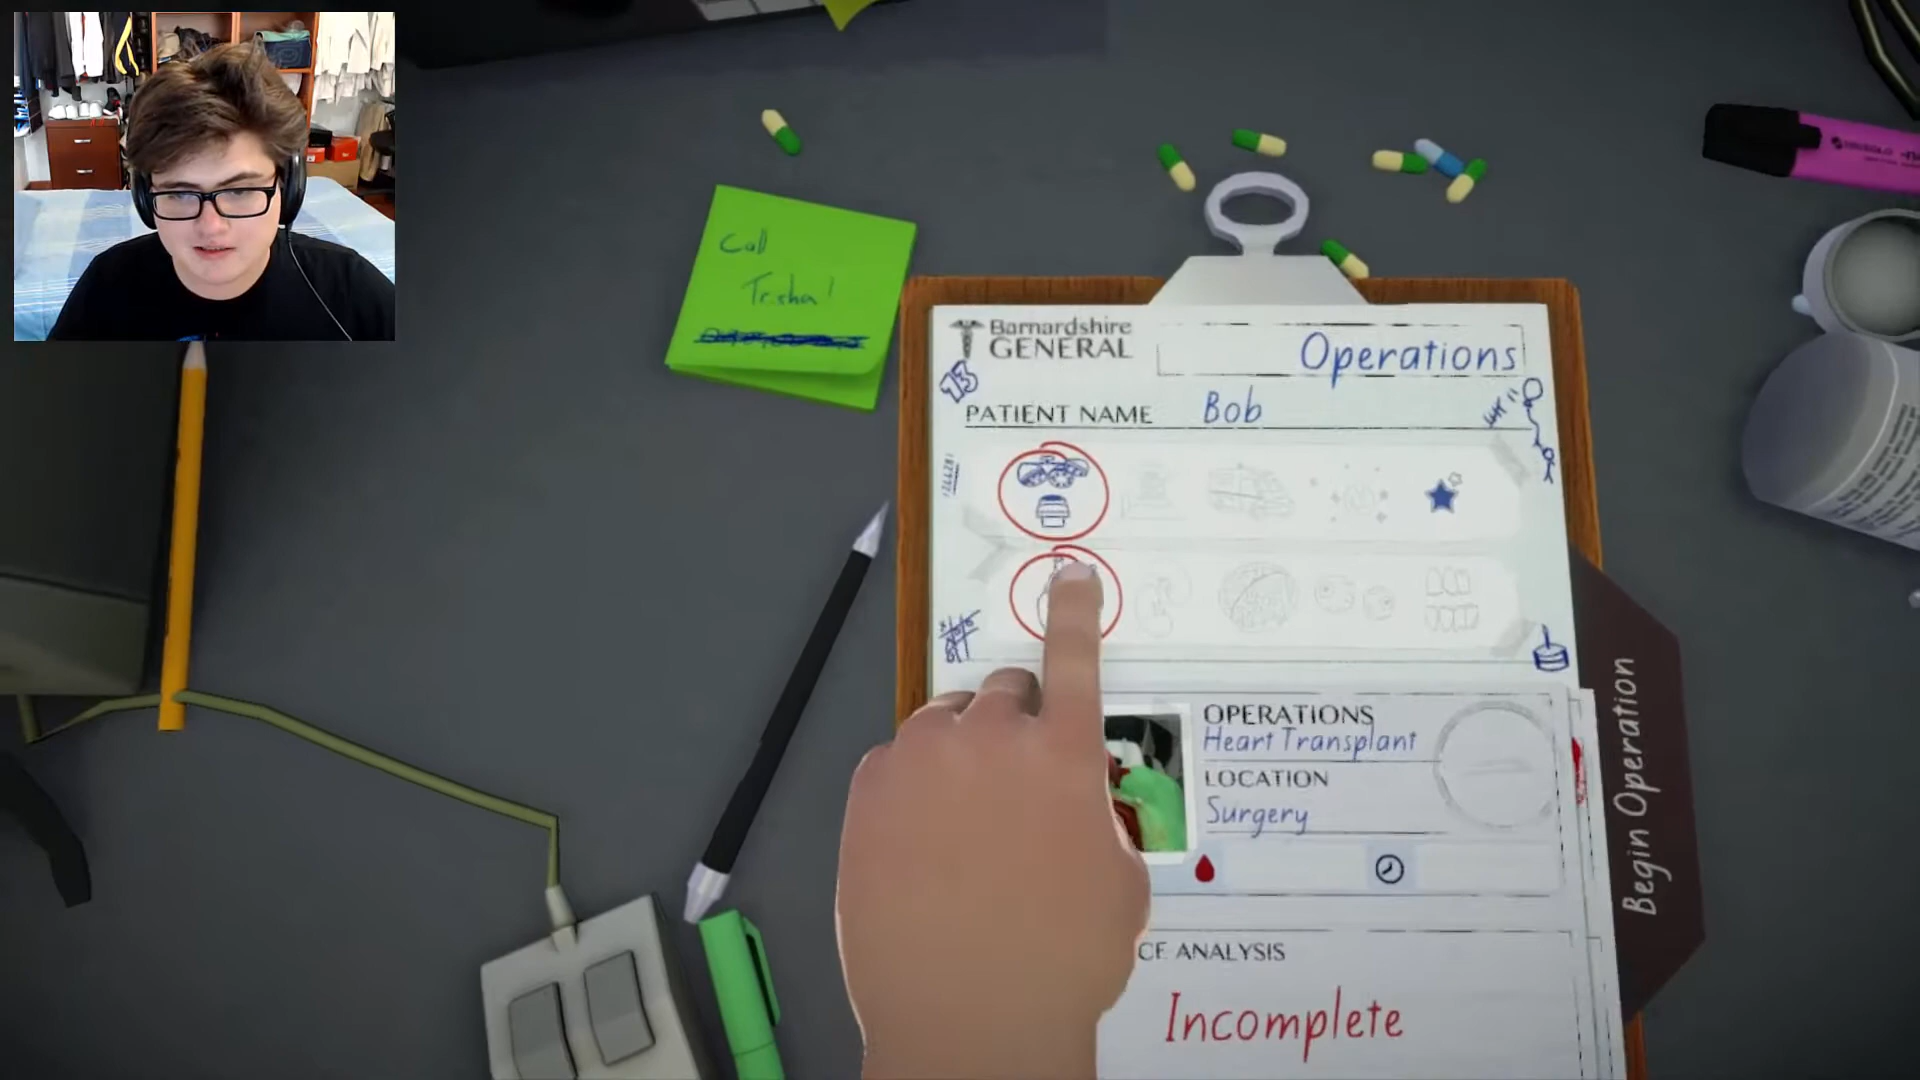 Call
Trisha!
Barnardshire
GENERAL
Operations
PATIENT NAME Bob
OPERATIONS
Heart Transplant
LOCATION
Surgery
CE ANALYSIS
Incomplete
Begin Operation